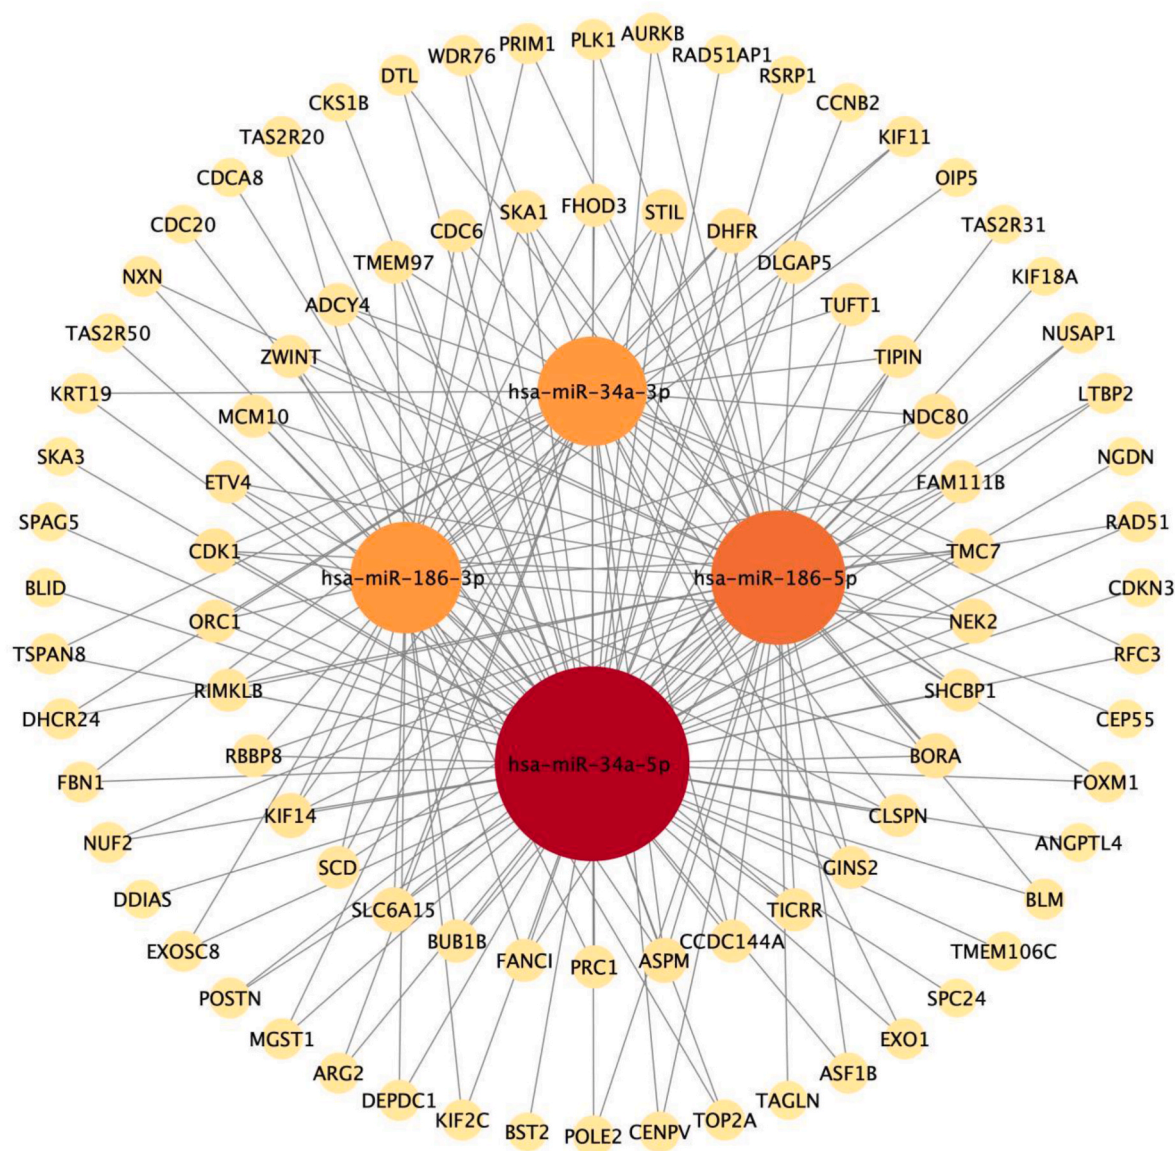 AURKB
PLK1
PRIM1
RAD51AP1
WDR76
RSRP1
DTL
CKS1B
CCNB2
TAS2R20
KIF11
CDCA8
OIP5
FHOD3
SKA1
STIL
CDC20
TAS2R31
CDC6
DHFR
TMEM97
DLGAP5
NXN
KIF18A
ADCY4
TUFT1
TAS2R50
NUSAP1
ZWINT
TIPIN
hsa-miR-34a-3p
KRT19
LTBP2
MCM10
NDC80
SKA3
NGDN
ETV4
FAM111B
SPAG5
RAD51
CDK1
TMC7
hsa-miR-186-3p
hsa-miR-186-5p
BLID
CDKN3
ORC1
NEK2
TSPAN8
RFC3
RIMKLB
SHCBP1
DHCR24
CEP55
RBBP8
BORA
hsa-miR-34a-5p
FBN1
FOXM1
KIF14
CLSPN
NUF2
ANGPTL4
SCD
GINS2
DDIAS
BLM
SLC6A15
TICRR
BUB1B
CCDC144A
EXOSC8
TMEM106C
FANCI
PRC1
ASPM
POSTN
SPC24
MGST1
EXO1
ARG2
ASF1B
DEPDC1
TAGLN
KIF2C
TOP2A
BST2
POLE2
CENPV